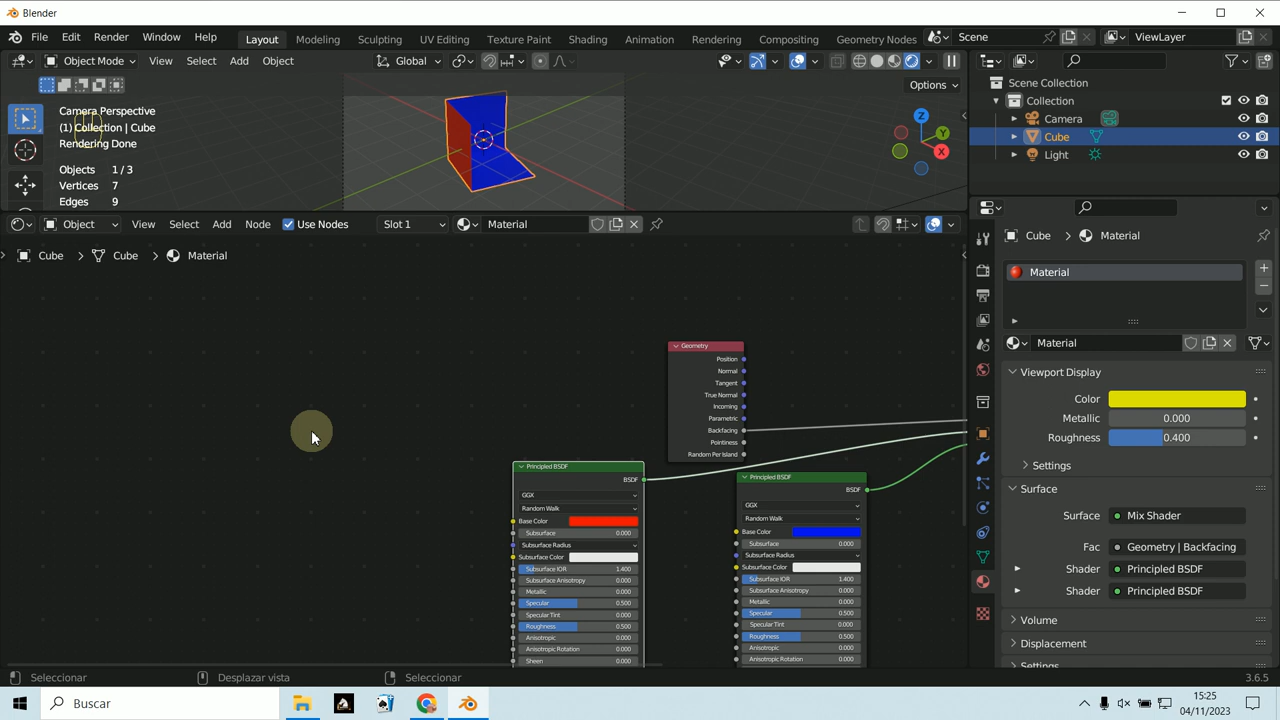 Blender
File Edit Render Window Help
Layout Modeling Sculpting UV Editing Texture Paint Shading Animation Rendering Compositing Geometry Nodes
Scene
ViewLayer
Object Mode View Select Add Object
Global
Options
Camera Perspective
(1) Collection | Cube
Rendering Done
Objects 1/3
Vertices 7
Edges 9
Z
Y
X
Scene Collection
Collection
Camera
Cube
Light
Object View Select Add Node Use Nodes Slot 1 Material
Cube > Cube > Material
Geometry
Position
Normal
Tangent
True Normal
Incoming
Parametric
Backfacing
Pointiness
Random Per Island
Principled BSDF
BSDF
GGX
Random Walk
Base Color
Subsurface 0.000
Subsurface Radius
Subsurface Color
Subsurface IOR 1.400
Subsurface Anisotropy 0.000
Metallic 0.000
Specular 0.500
Specular Tint 0.000
Roughness 0.500
Anisotropic 0.000
Anisotropic Rotation 0.000
Sheen 0.000
Principled BSDF
BSDF
GGX
Random Walk
Base Color
Subsurface 0.000
Subsurface Radius
Subsurface Color
Subsurface IOR 1.400
Subsurface Anisotropy 0.000
Metallic 0.000
Specular 0.500
Specular Tint 0.000
Roughness 0.500
Anisotropic 0.000
Anisotropic Rotation 0.000
Cube > Material
Material
Material
Viewport Display
Color
Metallic 0.000
Roughness 0.400
Settings
Surface
Surface Mix Shader
Fac Geometry | Backfacing
Shader Principled BSDF
Shader Principled BSDF
Volume
Displacement
Settings
Seleccionar Desplazar vista Seleccionar 3.6.5
Buscar
15:25
04/11/2023